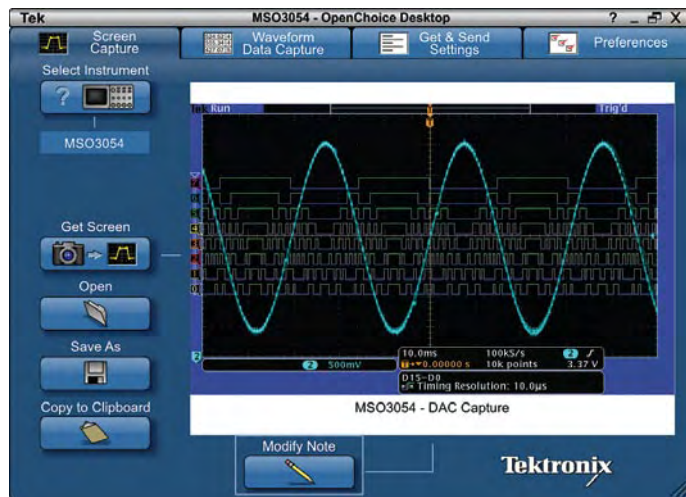 Tek
MSO3054 - OpenChoice Desktop
? _ X
Screen
Capture
Waveform
Data Capture
Get & Send
Settings
Preferences
Select Instrument
?
MSO3054
Get Screen
Open
Save As
Copy to Clipboard
Tek Run
Trig'd
2
2 500mV
10.0ms
100kS/s
2
0.00000 s
10k points
3.37 V
D15-D0
Timing Resolution: 10.0µs
MSO3054 - DAC Capture
Modify Note
Tektronix